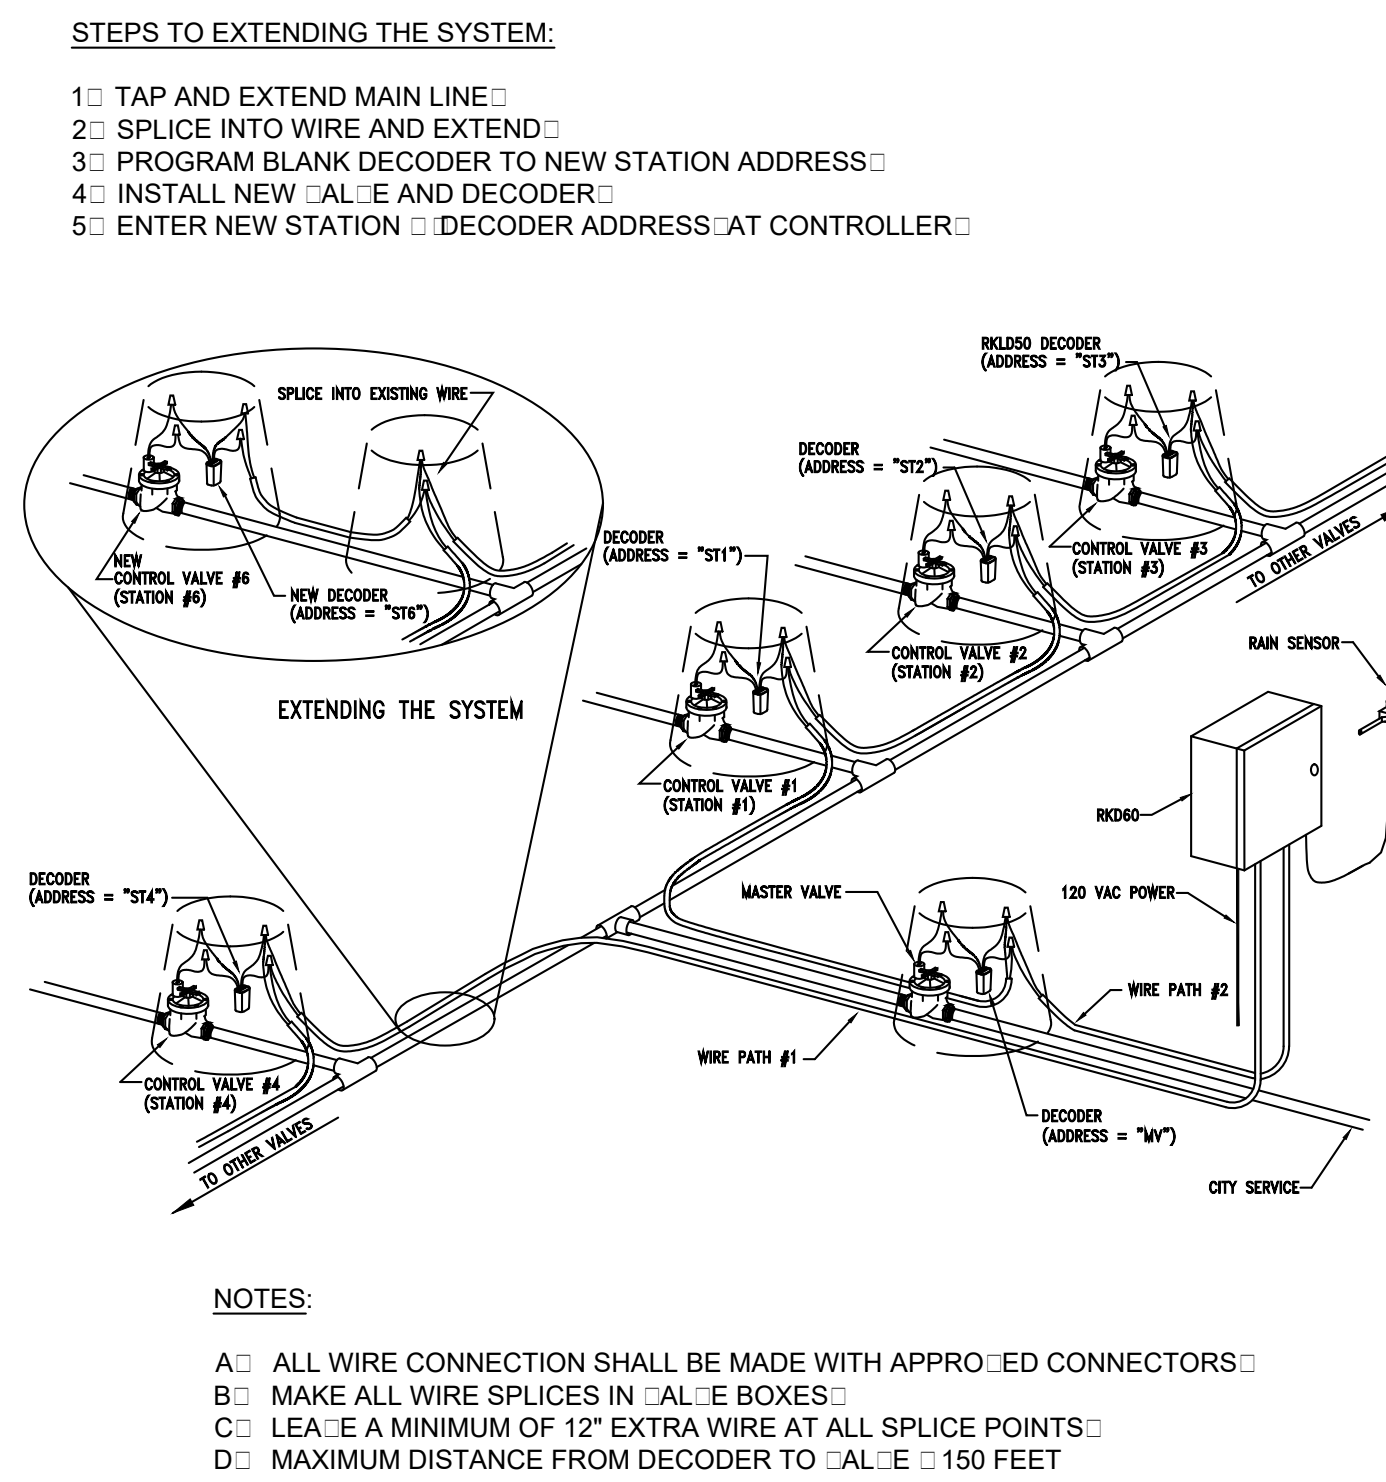 STEPS TO EXTENDING THE SYSTEM:
1□ TAP AND EXTEND MAIN LINE□
2□ SPLICE INTO WIRE AND EXTEND□
3□ PROGRAM BLANK DECODER TO NEW STATION ADDRESS□
4□ INSTALL NEW □AL□E AND DECODER□
5□ ENTER NEW STATION □ □DECODER ADDRESS□AT CONTROLLER□
RKLD50 DECODER
(ADDRESS = "ST3")
SPLICE INTO EXISTING WIRE
DECODER
(ADDRESS = "ST2")
DECODER
(ADDRESS = "ST1")
CONTROL VALVE #3
(STATION #3)
TO OTHER VALVES
NEW
CONTROL VALVE #6
(STATION #6)
NEW DECODER
(ADDRESS = "ST6")
CONTROL VALVE #2
(STATION #2)
RAIN SENSOR
EXTENDING THE SYSTEM
CONTROL VALVE #1
(STATION #1)
RKD60
DECODER
(ADDRESS = "ST4")
MASTER VALVE
120 VAC POWER
WIRE PATH #2
WIRE PATH #1
CONTROL VALVE #4
(STATION #4)
DECODER
(ADDRESS = "MV")
TO OTHER VALVES
CITY SERVICE
NOTES:
A□ ALL WIRE CONNECTION SHALL BE MADE WITH APPRO□ED CONNECTORS□
B□ MAKE ALL WIRE SPLICES IN □AL□E BOXES□
C□ LEA□E A MINIMUM OF 12" EXTRA WIRE AT ALL SPLICE POINTS□
D□ MAXIMUM DISTANCE FROM DECODER TO □AL□E □ 150 FEET